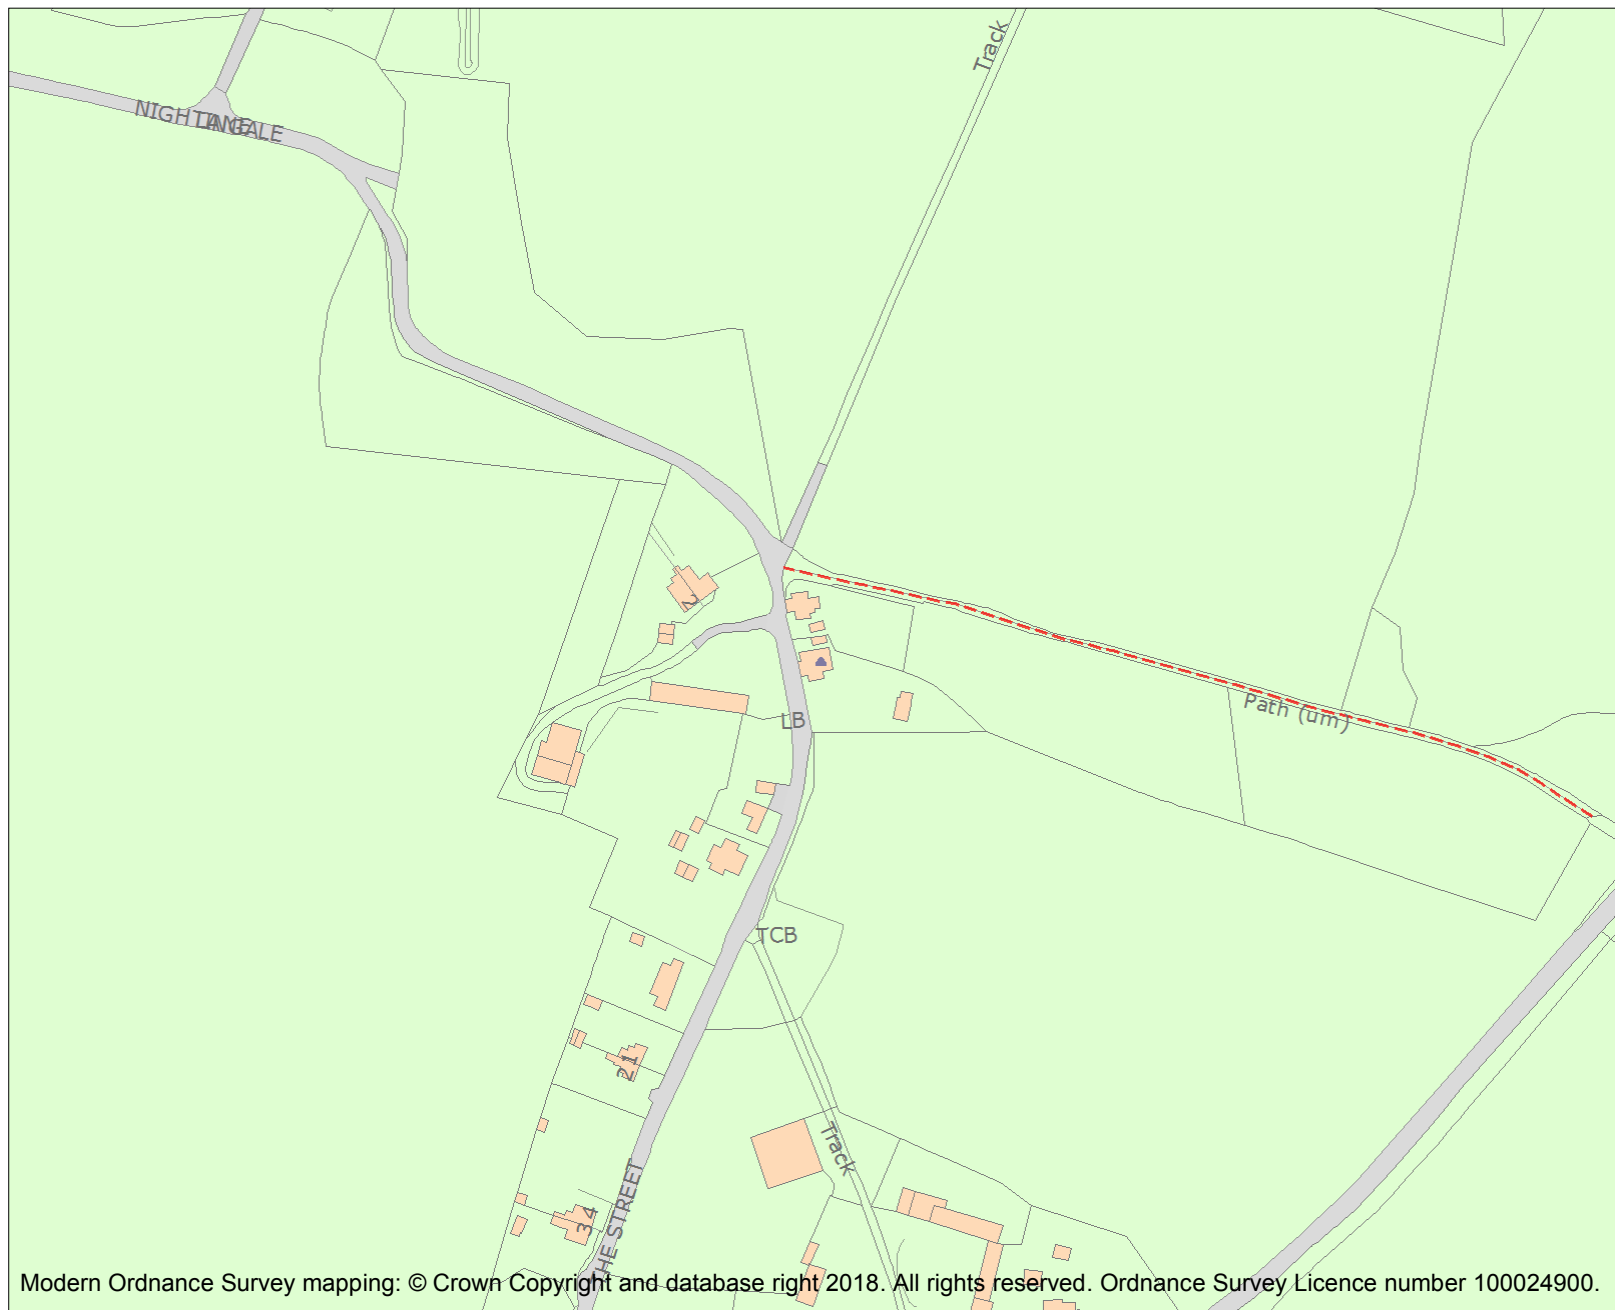 Track
NIGHTINGALE
LANE
2
Path (um)
LB
TCB
21
Track
34
THE STREET
Modern Ordnance Survey mapping: © Crown Copyright and database right 2018. All rights reserved. Ordnance Survey Licence number 100024900.